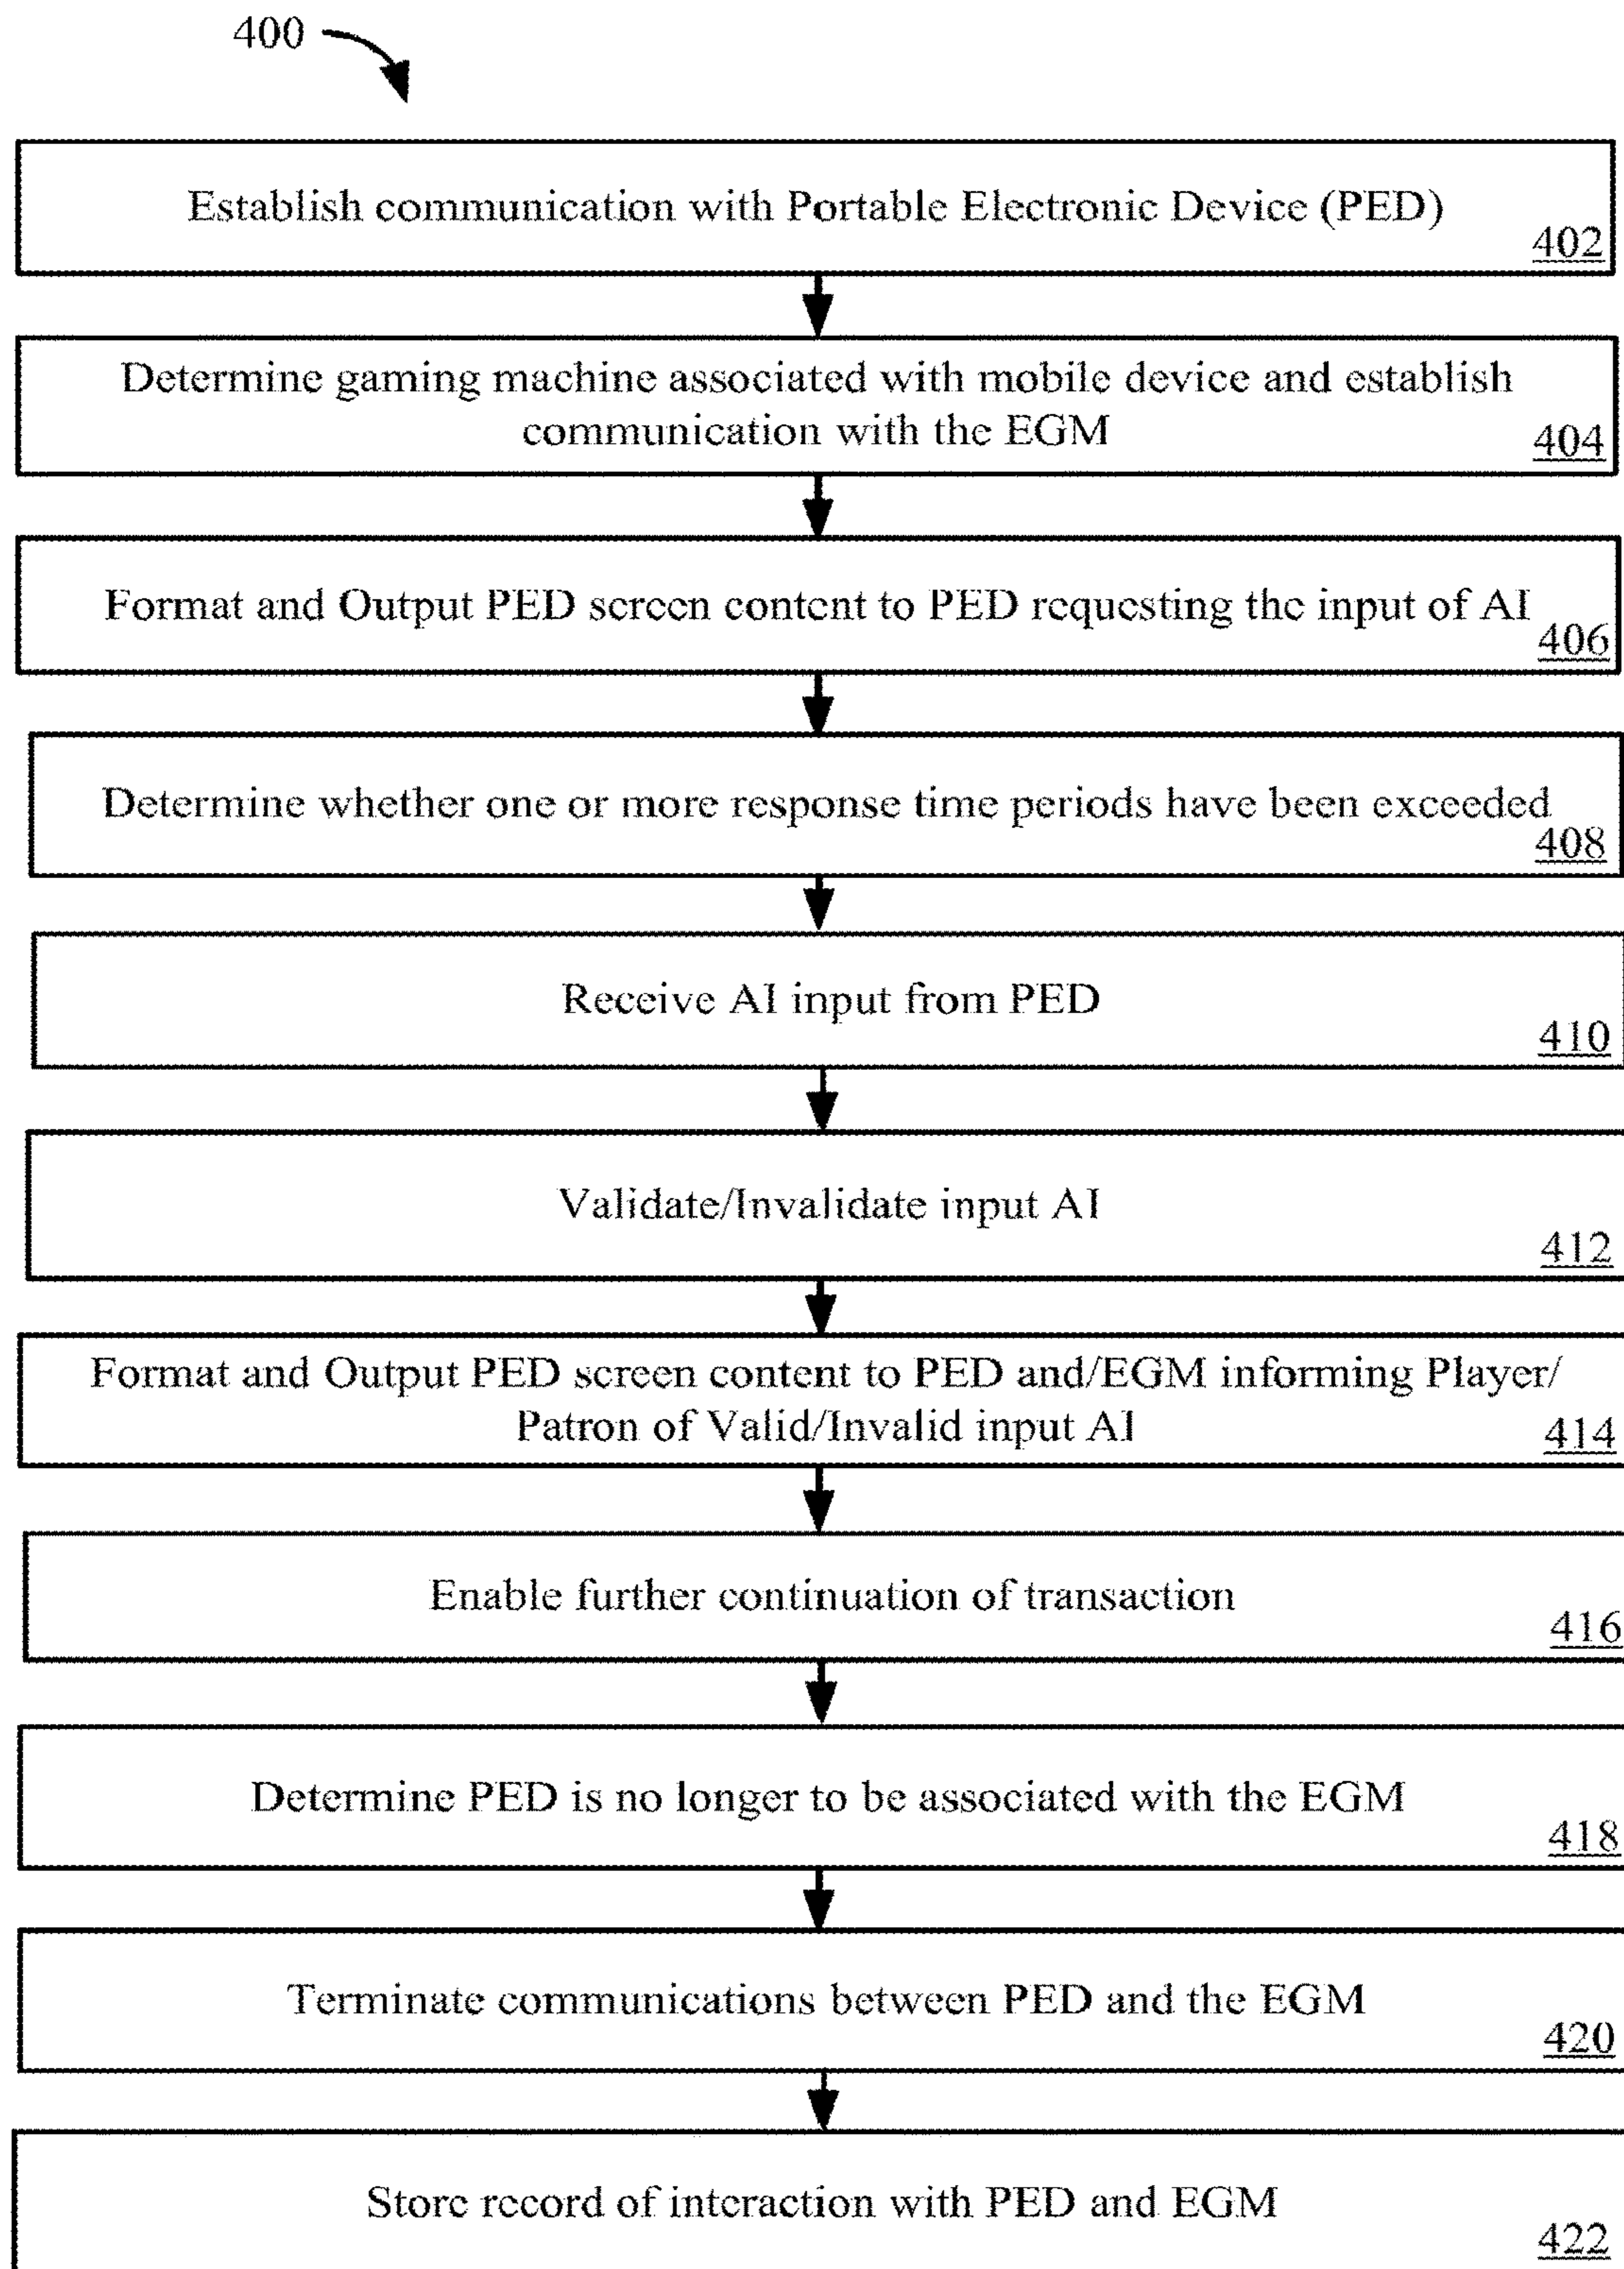 400
Establish communication with Portable Electronic Device (PED)
402
Determine gaming machine associated with mobile device and establish
communication with the EGM
404
Format and Output PED screen content to PED requesting the input of AI
406
Determine whether one or more response time periods have been exceeded
408
Receive AI input from PED
410
Validate/Invalidate input AI
412
Format and Output PED screen content to PED and/EGM informing Player/
Patron of Valid/Invalid input AI
414
Enable further continuation of transaction
416
Determine PED is no longer to be associated with the EGM
418
Terminate communications between PED and the EGM
420
Store record of interaction with PED and EGM
422